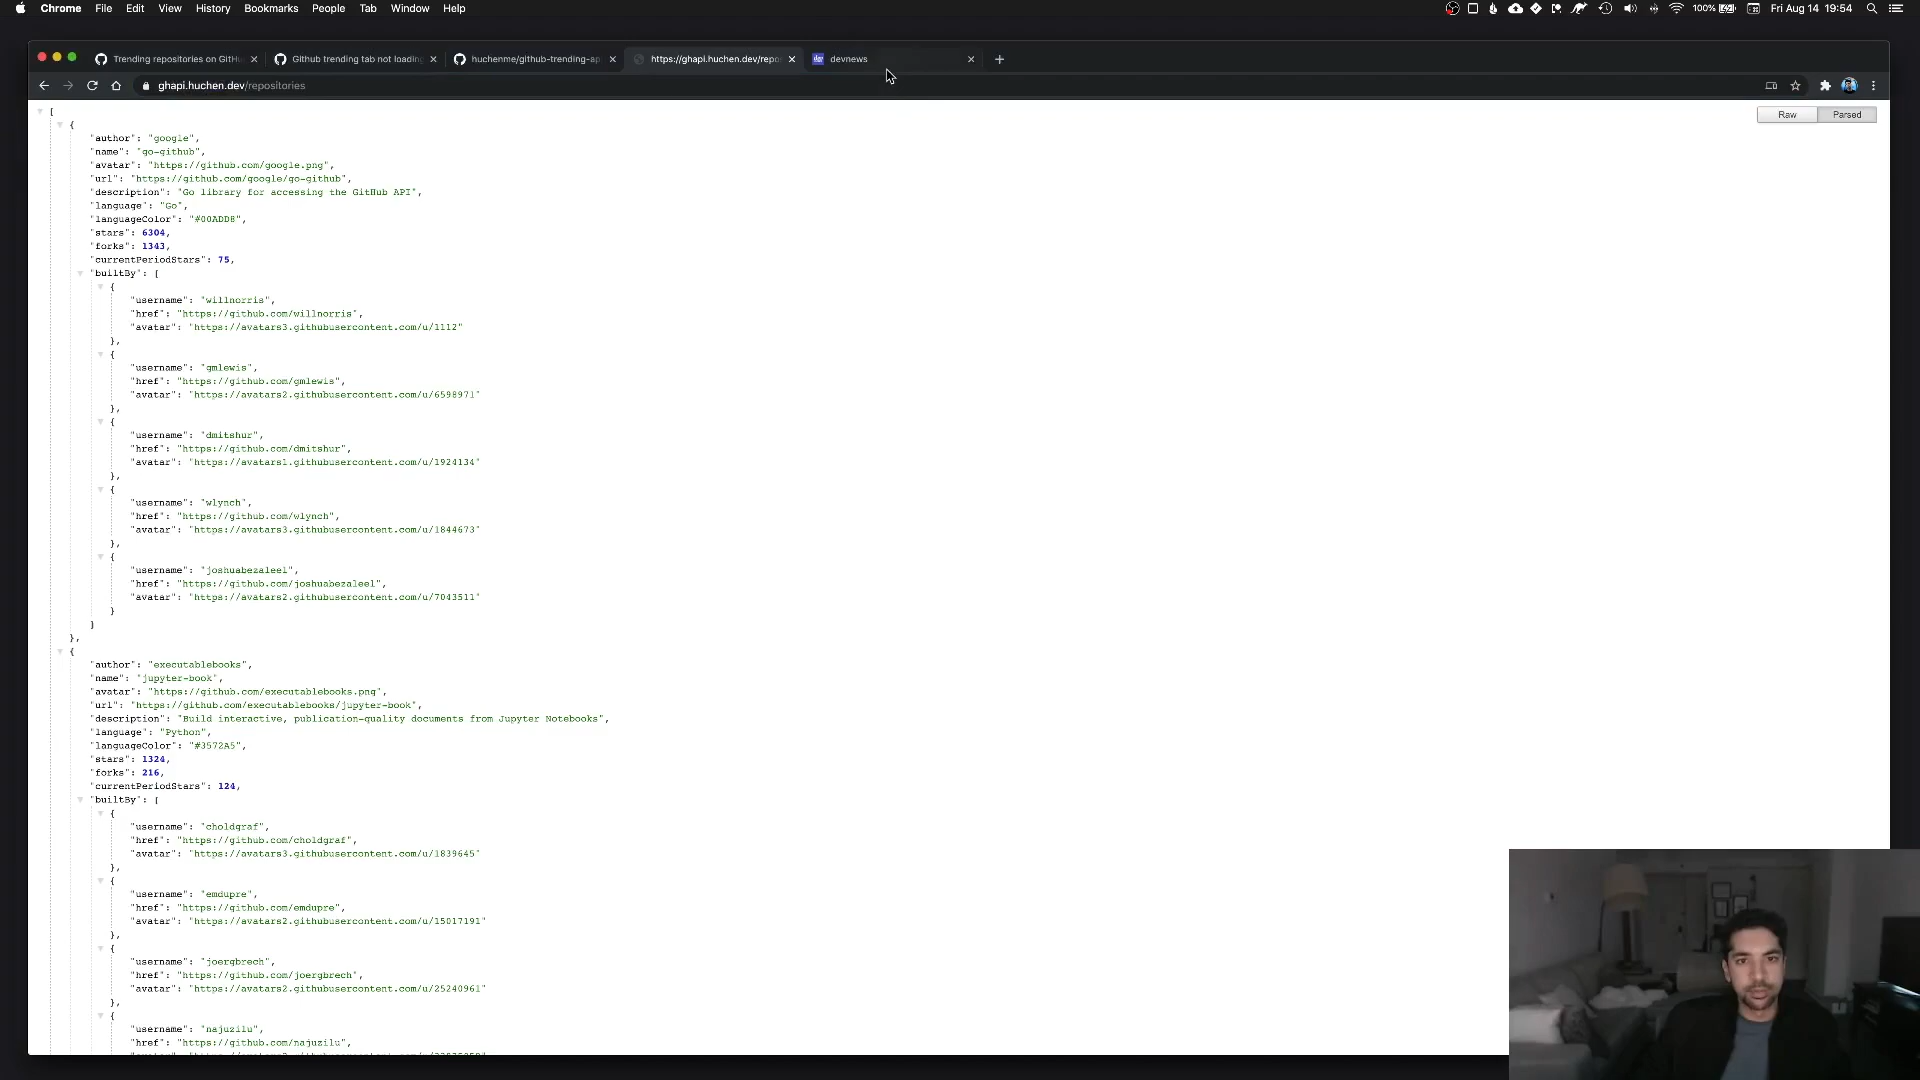 Chrome File Edit View History Bookmarks People Tab Window Help 100% Fri Aug 14 19:54
Trending repositories on GitH Github trending tab not loading huchenme/github-trending-ap https://ghapi.huchen.dev/repo devnews
ghapi.huchen.dev/repositories
Raw Parsed
[
{
"author": "google",
"name": "go-github",
"avatar": "https://github.com/google.png",
"url": "https://github.com/google/go-github",
"description": "Go library for accessing the GitHub API",
"language": "Go",
"languageColor": "#00ADD8",
"stars": 6304,
"forks": 1343,
"currentPeriodStars": 75,
"builtBy": [
{
"username": "willnorris",
"href": "https://github.com/willnorris",
"avatar": "https://avatars3.githubusercontent.com/u/1112"
},
{
"username": "gmlewis",
"href": "https://github.com/gmlewis",
"avatar": "https://avatars2.githubusercontent.com/u/6598971"
},
{
"username": "dmitshur",
"href": "https://github.com/dmitshur",
"avatar": "https://avatars1.githubusercontent.com/u/1924134"
},
{
"username": "wlynch",
"href": "https://github.com/wlynch",
"avatar": "https://avatars3.githubusercontent.com/u/1844673"
},
{
"username": "joshuabezaleel",
"href": "https://github.com/joshuabezaleel",
"avatar": "https://avatars2.githubusercontent.com/u/7043511"
}
]
},
{
"author": "executablebooks",
"name": "jupyter-book",
"avatar": "https://github.com/executablebooks.png",
"url": "https://github.com/executablebooks/jupyter-book",
"description": "Build interactive, publication-quality documents from Jupyter Notebooks",
"language": "Python",
"languageColor": "#3572A5",
"stars": 1324,
"forks": 216,
"currentPeriodStars": 124,
"builtBy": [
{
"username": "choldgraf",
"href": "https://github.com/choldgraf",
"avatar": "https://avatars3.githubusercontent.com/u/1839645"
},
{
"username": "emdupre",
"href": "https://github.com/emdupre",
"avatar": "https://avatars2.githubusercontent.com/u/15017191"
},
{
"username": "joergbrech",
"href": "https://github.com/joergbrech",
"avatar": "https://avatars2.githubusercontent.com/u/25240961"
},
{
"username": "najuzilu",
"href": "https://github.com/najuzilu",